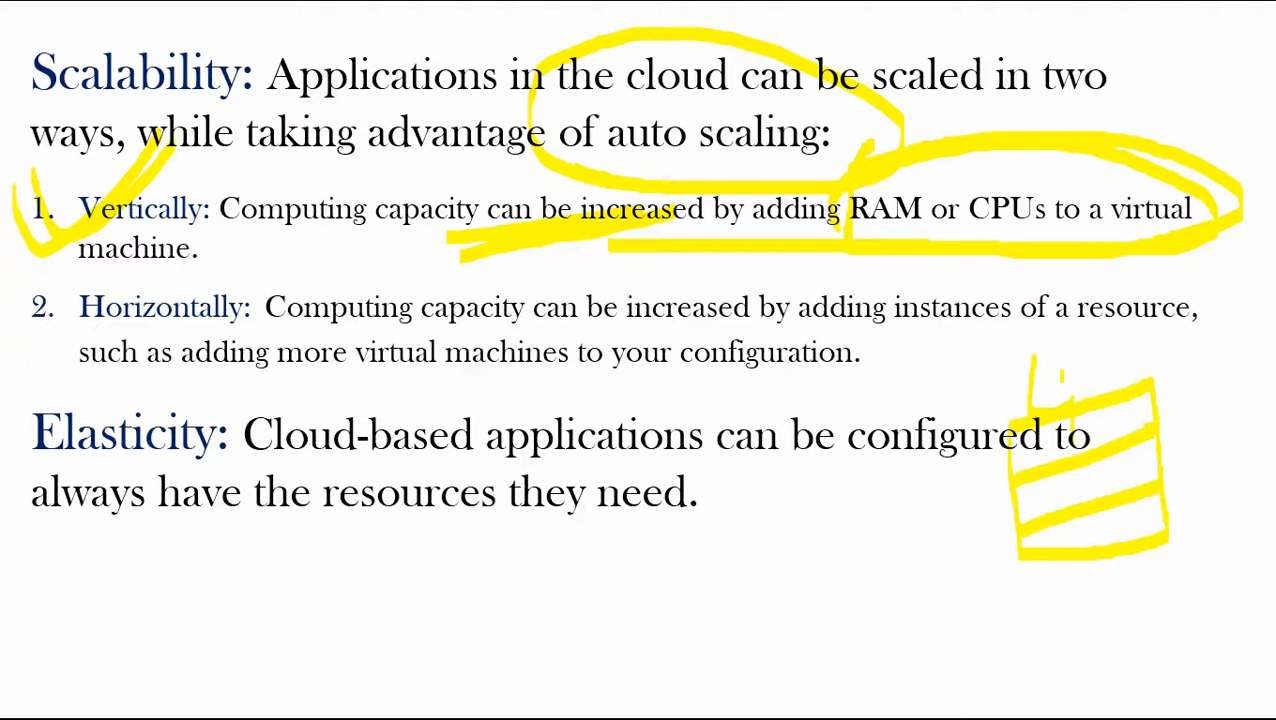 Scalability: Applications in the cloud can be scaled in two
ways, while taking advantage of auto scaling:
1. Vertically: Computing capacity can be increased by adding RAM or CPUs to a virtual
machine.
2. Horizontally: Computing capacity can be increased by adding instances of a resource,
such as adding more virtual machines to your configuration.
Elasticity: Cloud-based applications can be configured to
always have the resources they need.